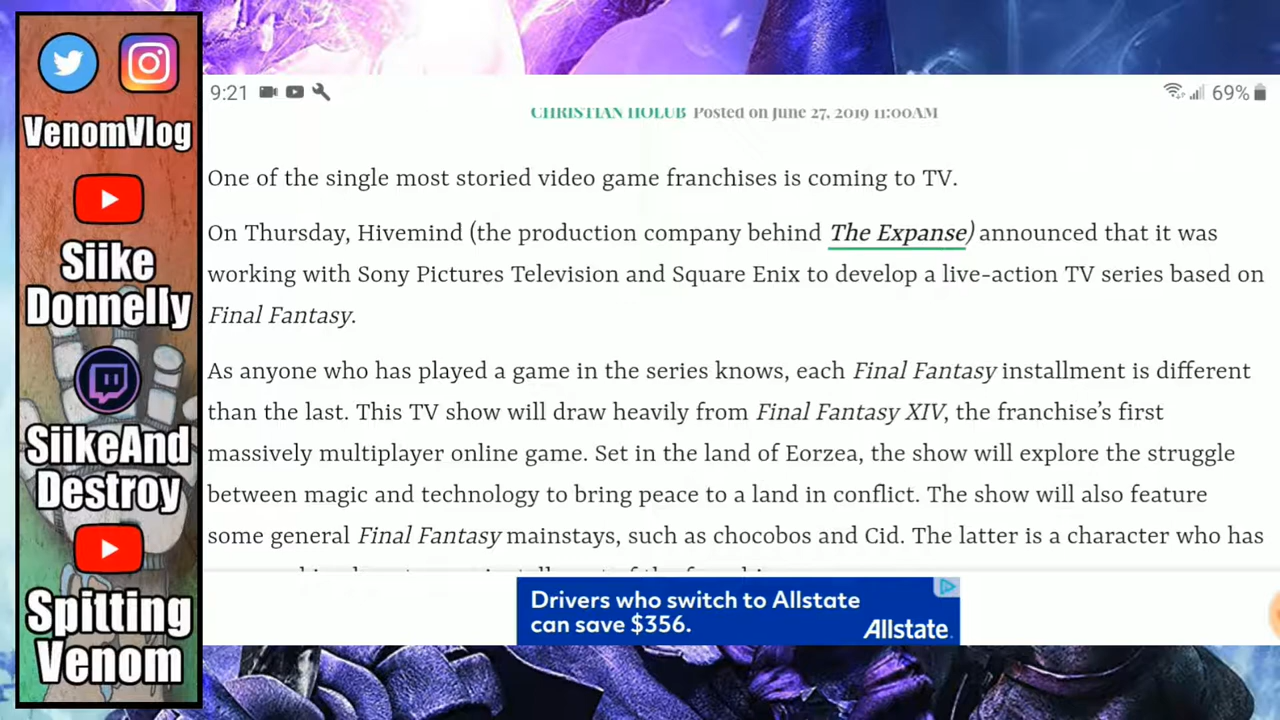 VenomVlog
Siike
Donnelly
SiikeAnd
Destroy
Spitting
Venom
9:21
69%
CHRISTIAN HOLUB Posted on June 27, 2019 11:00AM
One of the single most storied video game franchises is coming to TV.
On Thursday, Hivemind (the production company behind The Expanse) announced that it was
working with Sony Pictures Television and Square Enix to develop a live-action TV series based on
Final Fantasy.
As anyone who has played a game in the series knows, each Final Fantasy installment is different
than the last. This TV show will draw heavily from Final Fantasy XIV, the franchise’s first
massively multiplayer online game. Set in the land of Eorzea, the show will explore the struggle
between magic and technology to bring peace to a land in conflict. The show will also feature
some general Final Fantasy mainstays, such as chocobos and Cid. The latter is a character who has
Drivers who switch to Allstate
can save $356.
Allstate.